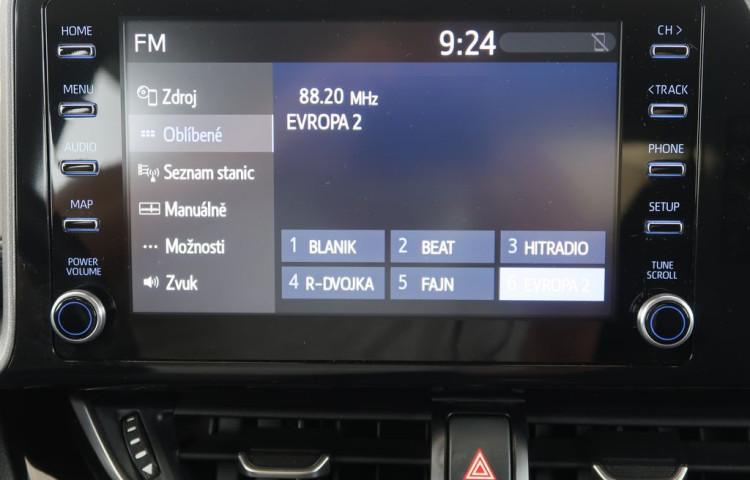 HOME
MENU
AUDIO
MAP
POWER
VOLUME
FM
9:24
Zdroj
Oblíbené
Seznam stanic
Manuálně
Možnosti
Zvuk
88.20 MHz
EVROPA 2
1 BLANIK
2 BEAT
3 HITRADIO
4 R-DVOJKA
5 FAJN
6 EVROPA 2
CH >
<TRACK
PHONE
SETUP
TUNE
SCROLL